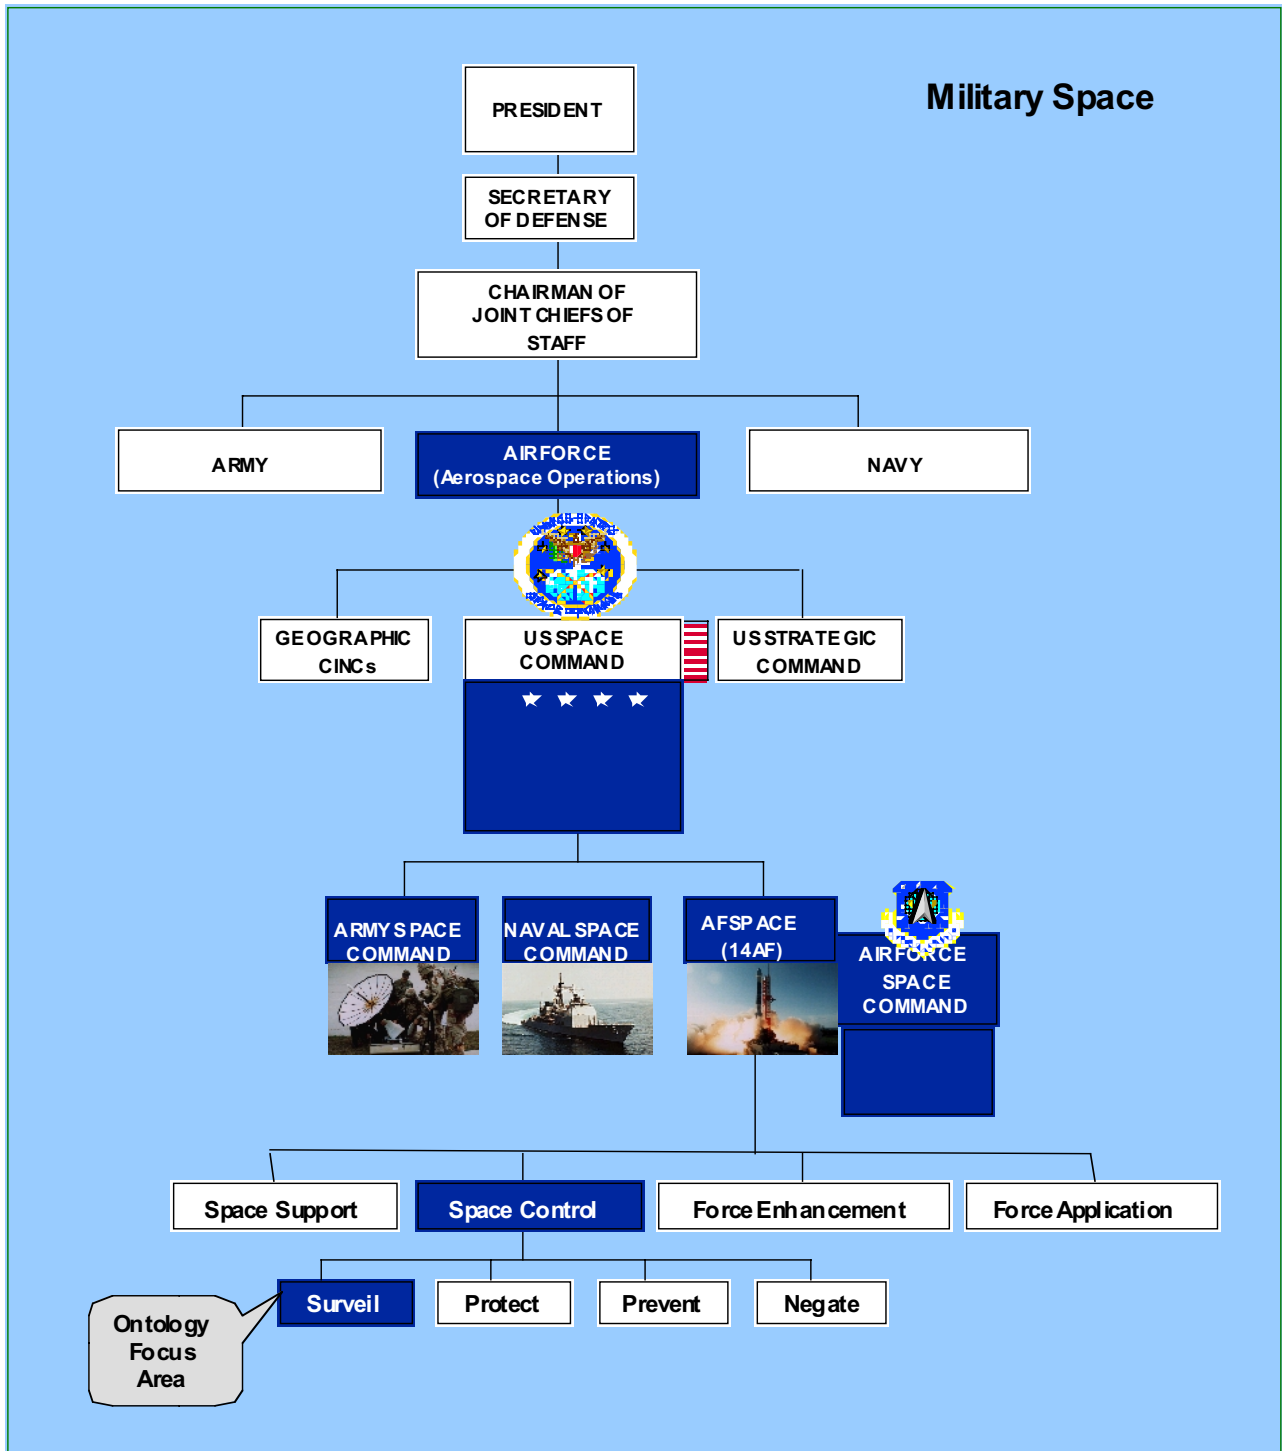 Military Space
PRESIDENT
SECRETARY
OF DEFENSE
CHAIRMAN OF
JOINT CHIEFS OF
STAFF
ARMY
AIRFORCE
(Aerospace Operations)
NAVY
GEOGRAPHIC
CINCs
US SPACE
COMMAND
US STRATEGIC
COMMAND
ARMY SPACE
COMMAND
NAVAL SPACE
COMMAND
AFSPACE
(14AF)
AIRFORCE
SPACE
COMMAND
Space Support
Space Control
Force Enhancement
Force Application
Surveil
Protect
Prevent
Negate
Ontology
Focus
Area